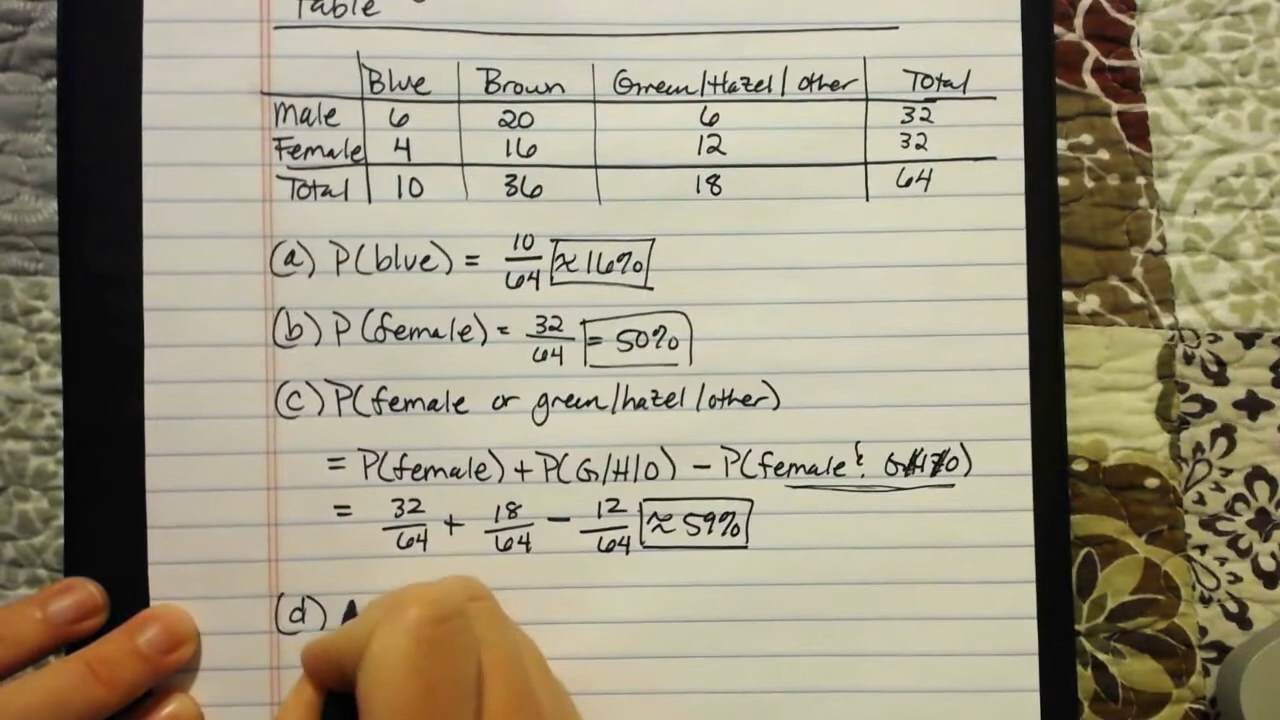 Table
Blue Brown Green/Hazel/other Total
Male 6 20 6 32
Female 4 16 12 32
Total 10 36 18 64
(a) P(blue) = 10/64 ≈ 16%
(b) P(female) = 32/64 = 50%
(c) P(female or green/hazel/other)
= P(female) + P(G/H/O) - P(female & G/H/O)
= 32/64 + 18/64 - 12/64 ≈ 59%
(d)